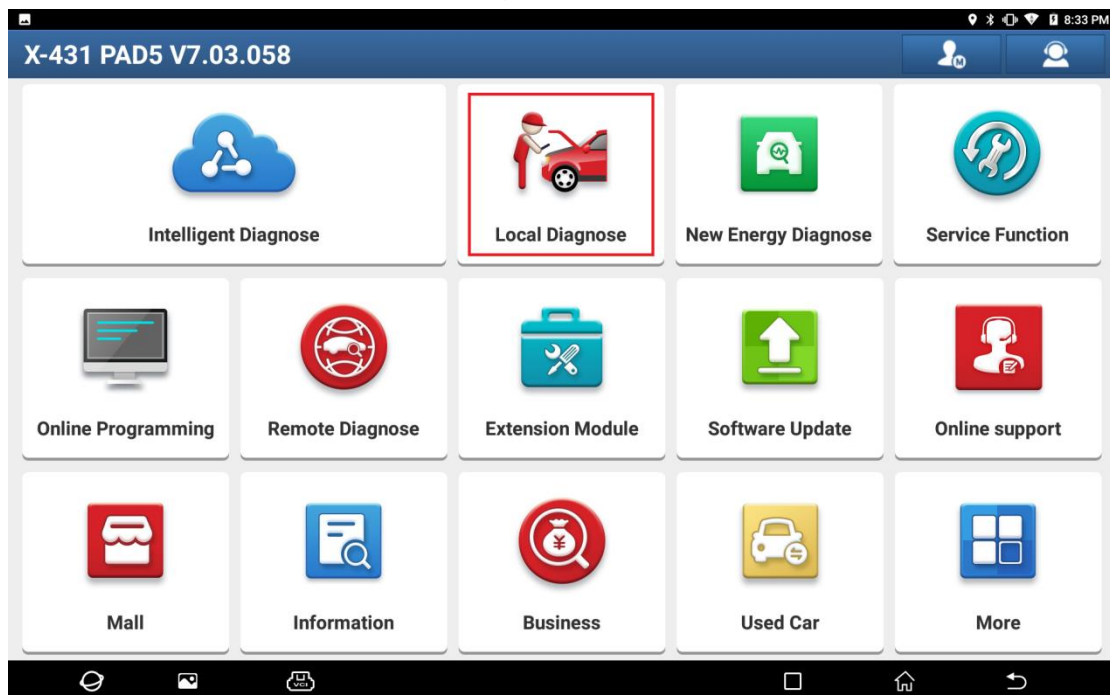 8:33 PM
X-431 PAD5 V7.03.058
M
Intelligent Diagnose
Local Diagnose
New Energy Diagnose
Service Function
Online Programming
Remote Diagnose
Extension Module
Software Update
Online support
¥
Mall
Information
Business
Used Car
More
VCI